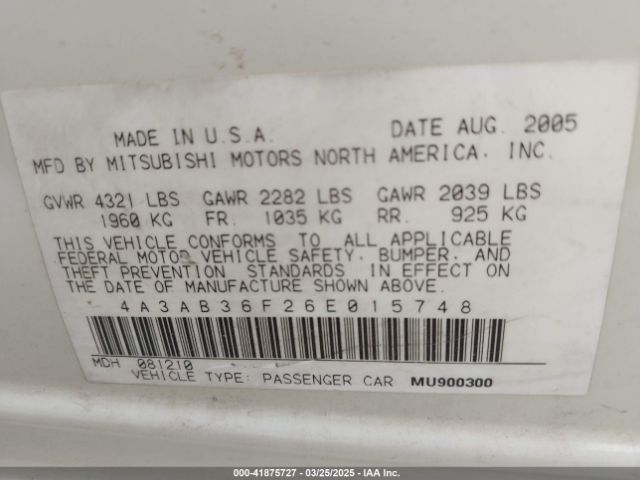 MADE IN U.S.A. DATE AUG. 2005
MFD BY MITSUBISHI MOTORS NORTH AMERICA, INC.
GVWR 4321 LBS GAWR 2282 LBS GAWR 2039 LBS
1960 KG FR. 1035 KG RR. 925 KG
THIS VEHICLE CONFORMS TO ALL APPLICABLE
FEDERAL MOTOR VEHICLE SAFETY, BUMPER, AND
THEFT PREVENTION STANDARDS IN EFFECT ON
THE DATE OF MANUFACTURE SHOWN ABOVE.
4A3AB36F26E015748
MDH 081210
VEHICLE TYPE: PASSENGER CAR MU900300
000-41875727 / 03/25/2025 - IAA Inc.